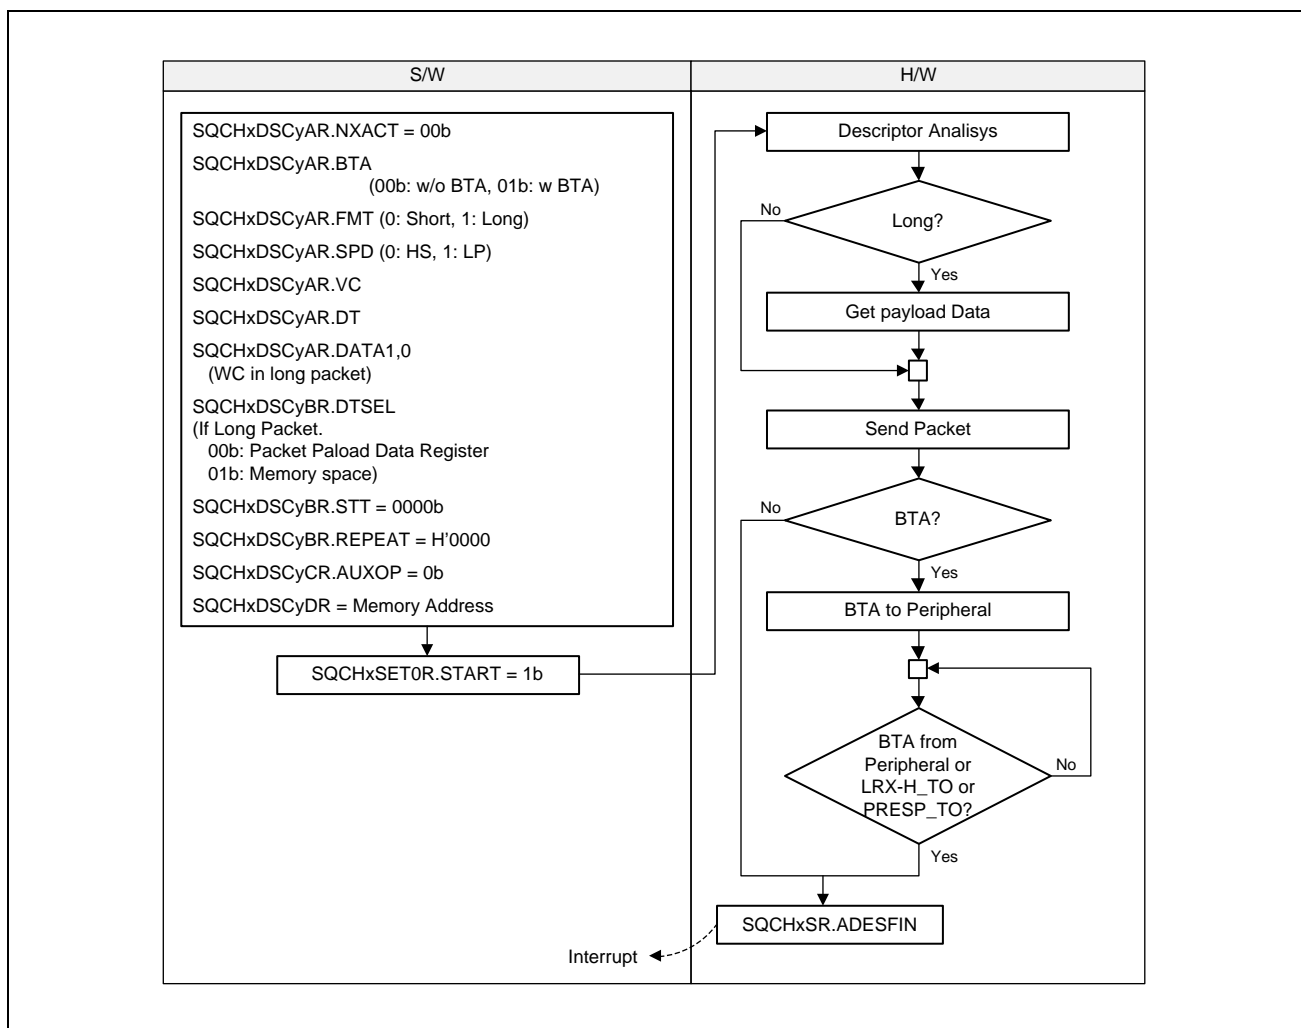 S/W
H/W
SQCHxDSCyAR.NXACT = 00b
SQCHxDSCyAR.BTA
(00b: w/o BTA, 01b: w BTA)
SQCHxDSCyAR.FMT (0: Short, 1: Long)
SQCHxDSCyAR.SPD (0: HS, 1: LP)
SQCHxDSCyAR.VC
SQCHxDSCyAR.DT
SQCHxDSCyAR.DATA1,0
(WC in long packet)
SQCHxDSCyBR.DTSEL
(If Long Packet.
00b: Packet Paload Data Register
01b: Memory space)
SQCHxDSCyBR.STT = 0000b
SQCHxDSCyBR.REPEAT = H'0000
SQCHxDSCyCR.AUXOP = 0b
SQCHxDSCyDR = Memory Address
SQCHxSET0R.START = 1b
Descriptor Analisys
Long?
No
Yes
Get payload Data
Send Packet
BTA?
No
Yes
BTA to Peripheral
BTA from
Peripheral or
LRX-H_TO or
PRESP_TO?
No
Yes
SQCHxSR.ADESFIN
Interrupt